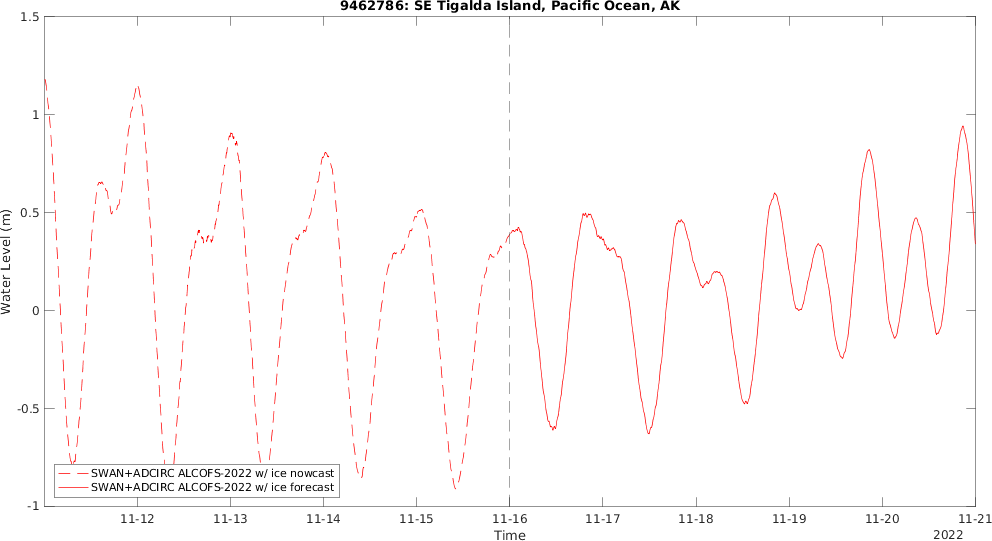 9462786: SE Tigalda Island, Pacific Ocean, AK
1.5
1
0.5
0
-0.5
-1
Water Level (m)
SWAN+ADCIRC ALCOFS-2022 w/ ice nowcast
SWAN+ADCIRC ALCOFS-2022 w/ ice forecast
11-12 11-13 11-14 11-15 11-16 11-17 11-18 11-19 11-20 11-21
Time
2022